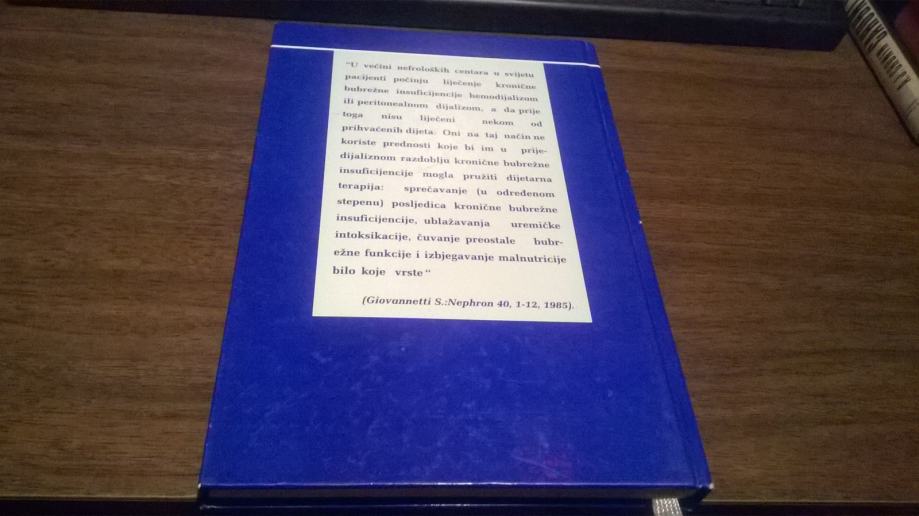 "U većini nefroloških centara u svijetu
pacijenti počinju liječenje kronične
bubrežne insuficijencije hemodijalizom
ili peritonealnom dijalizom, a da prije
toga nisu liječeni nekom od
prihvaćenih dijeta. Oni na taj način ne
koriste prednosti koje bi im u prije-
dijaliznom razdoblju kronične bubrežne
insuficijencije mogla pružiti dijetarna
terapija: sprečavanje (u određenom
stepenu) posljedica kronične bubrežne
insuficijencije, ublažavanja uremičke
intoksikacije, čuvanje preostale bubr-
ežne funkcije i izbjegavanje malnutricije
bilo koje vrste"
(Giovannetti S.:Nephron 40, 1-12, 1985).